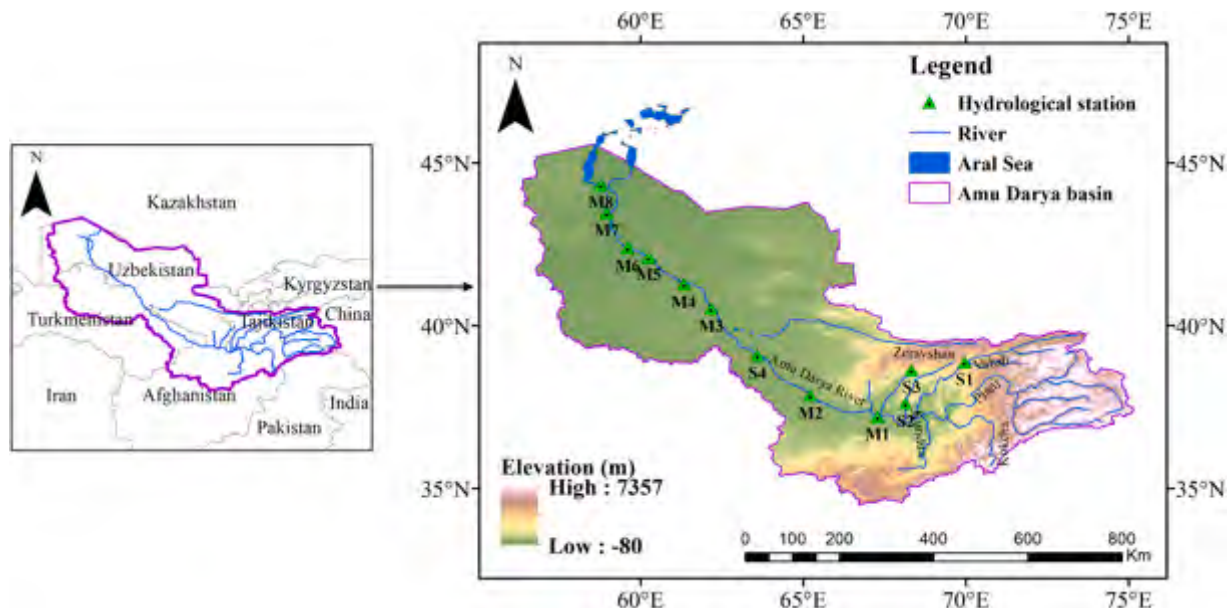 N
Kazakhstan
Uzbekistan
Kyrgyzstan
China
Turkmenistan
Tajikistan
Iran
Afghanistan
India
Pakistan
60°E
65°E
70°E
75°E
N
Legend
Hydrological station
River
Aral Sea
Amu Darya basin
45°N
45°N
M8
M7
M6
M5
M4
M3
40°N
40°N
Zeravshan
S4
S3
S1
Vaksh
Amu Darya River
Pjanj
M2
S2
M1
Kokcha
Elevation (m)
High : 7357
Low : -80
35°N
35°N
0 100 200
400
600
800
Km
60°E
65°E
70°E
75°E